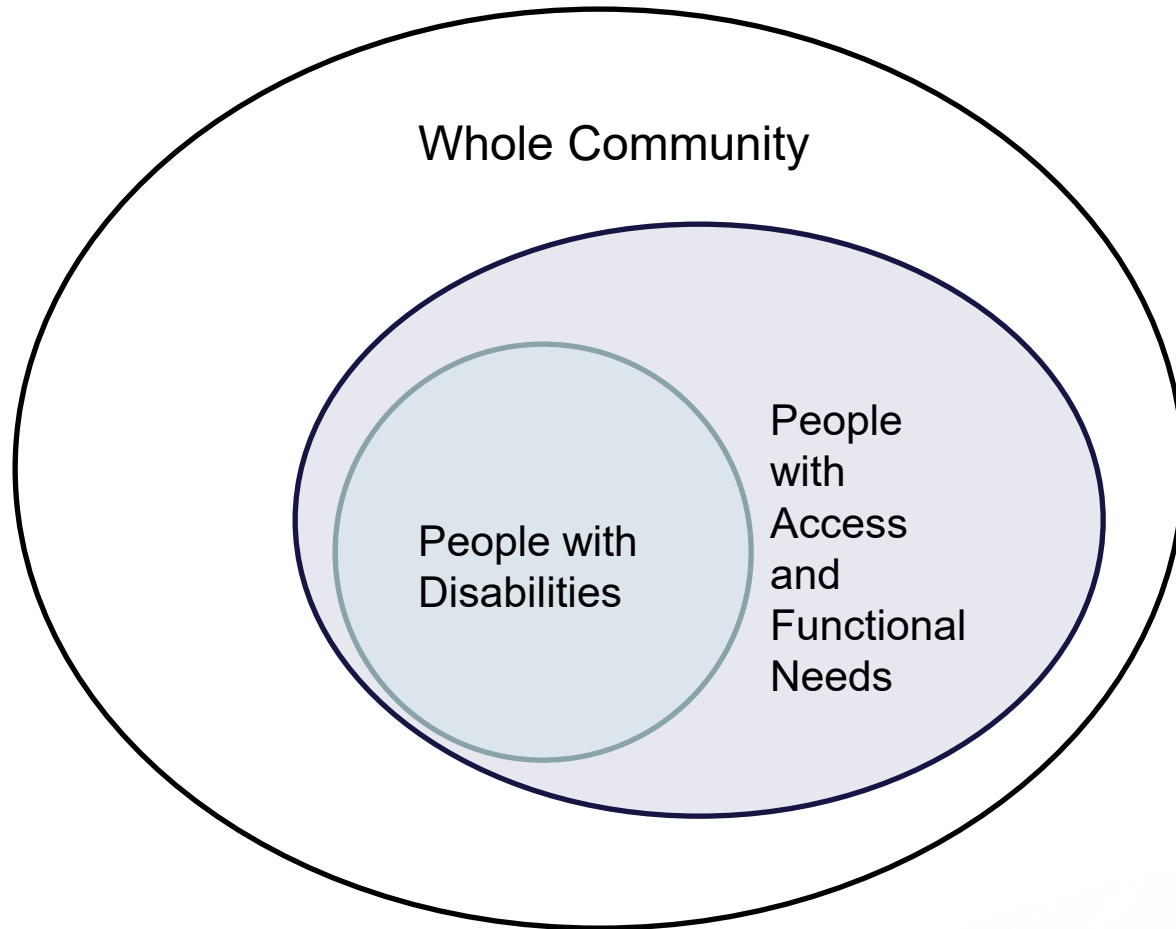 Whole Community
People with
Disabilities
People
with
Access
and
Functional
Needs